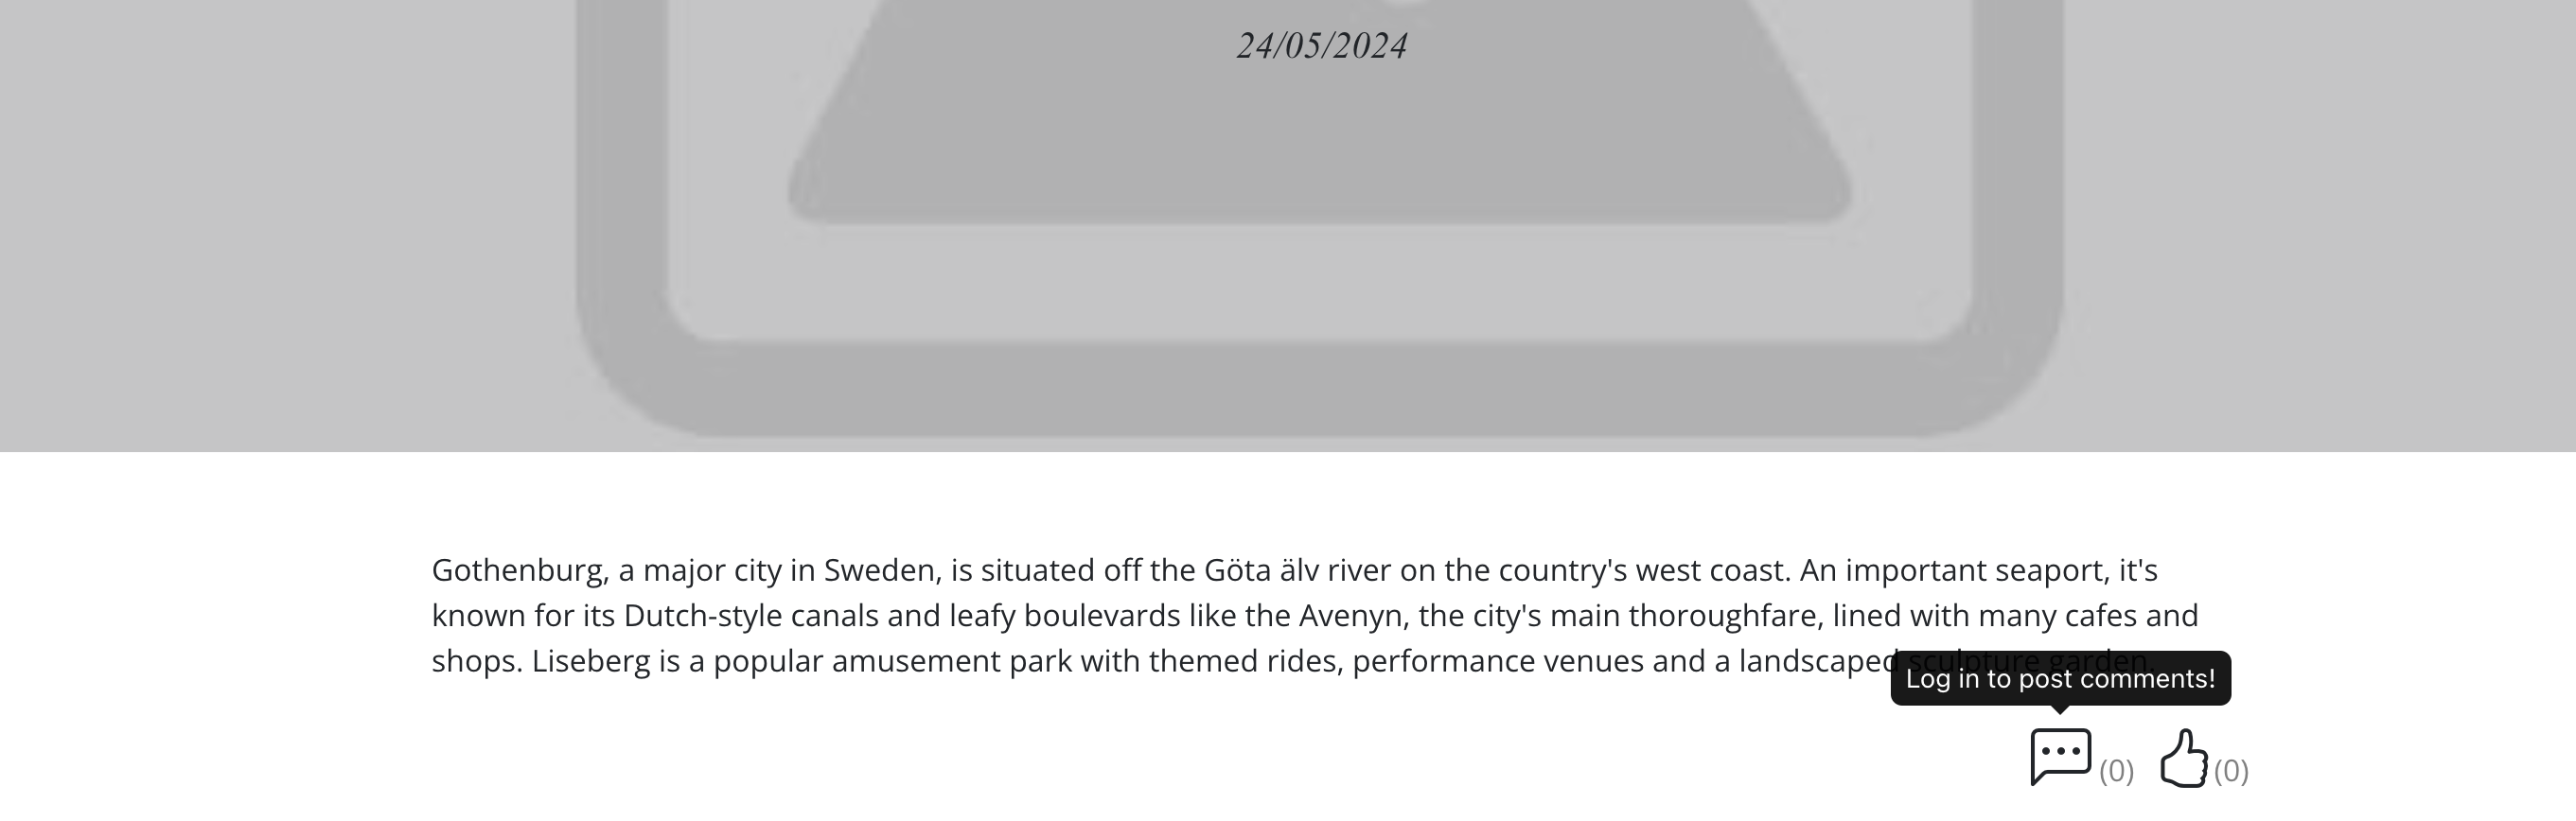 24/05/2024
Gothenburg, a major city in Sweden, is situated off the Göta älv river on the country's west coast. An important seaport, it's
known for its Dutch-style canals and leafy boulevards like the Avenyn, the city's main thoroughfare, lined with many cafes and
shops. Liseberg is a popular amusement park with themed rides, performance venues and a landscaped sculpture garden.
Log in to post comments!
(0) (0)